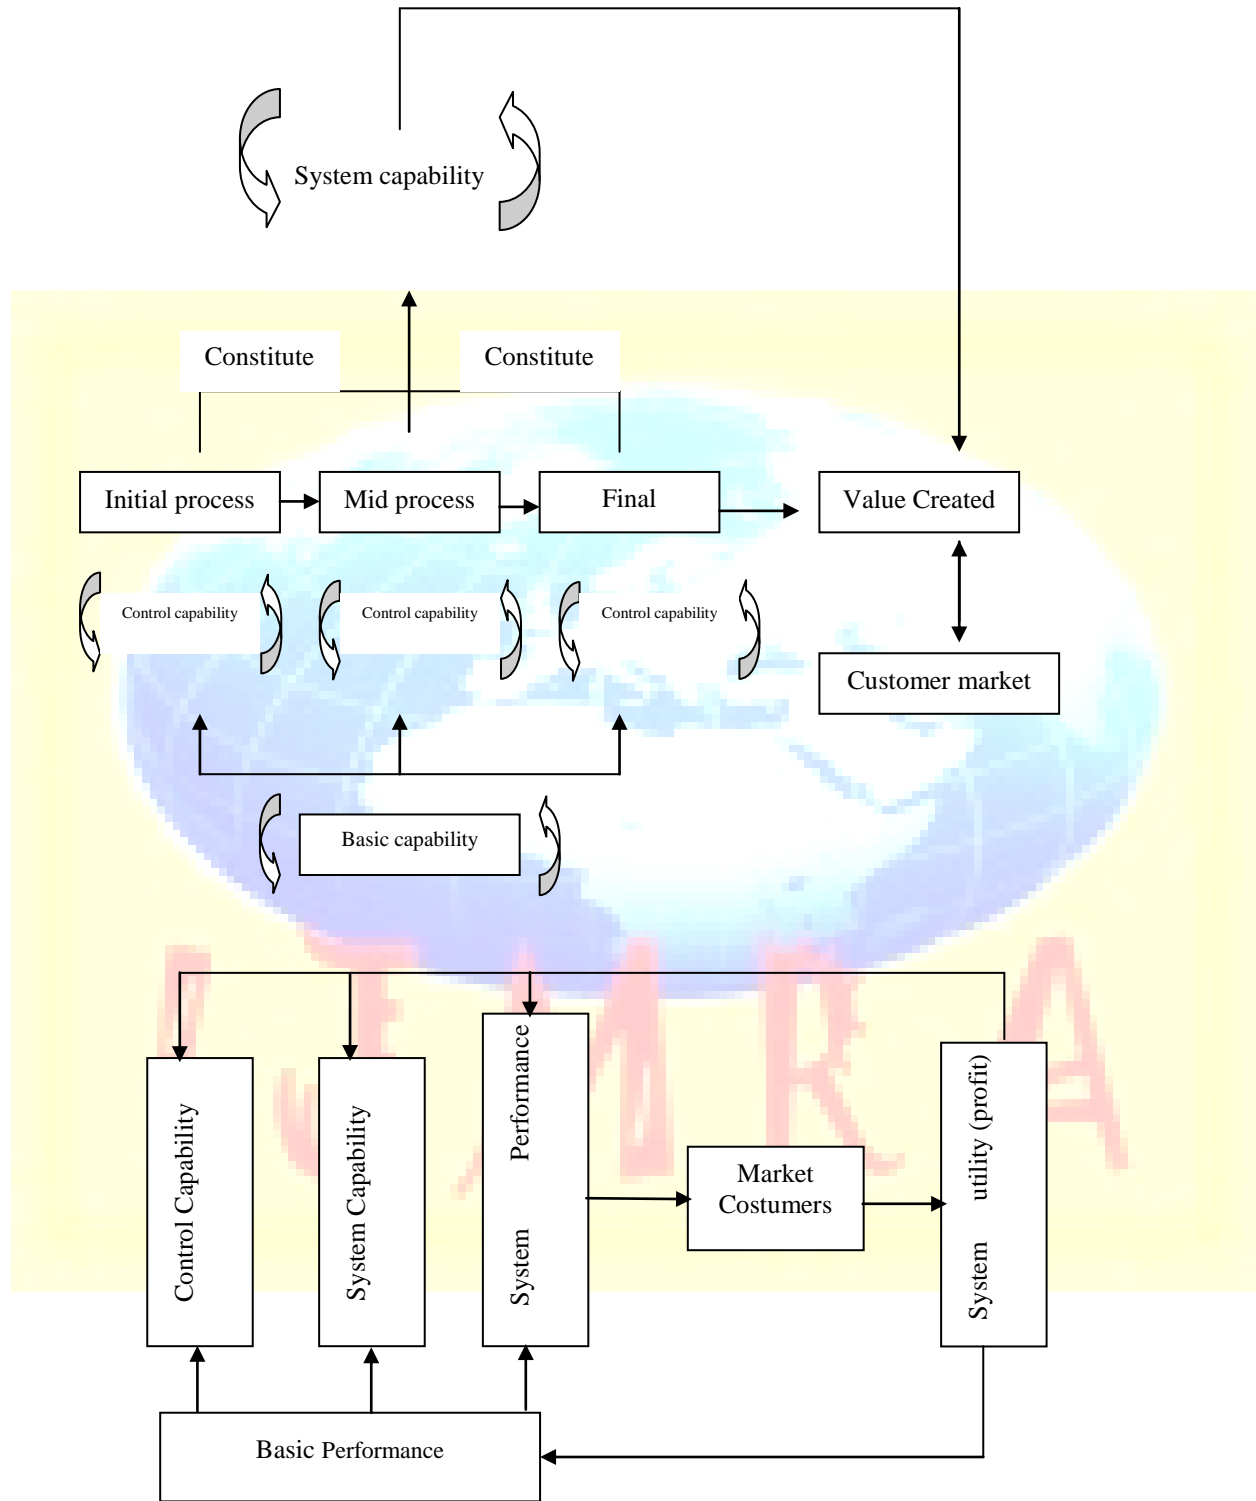 System capability
Constitute
Constitute
Initial process
Mid process
Final
Value Created
Control capability
Control capability
Control capability
Customer market
Basic capability
IJMRA
Control Capability
System Capability
System Performance
Market
Costumers
System utility (profit)
Basic Performance